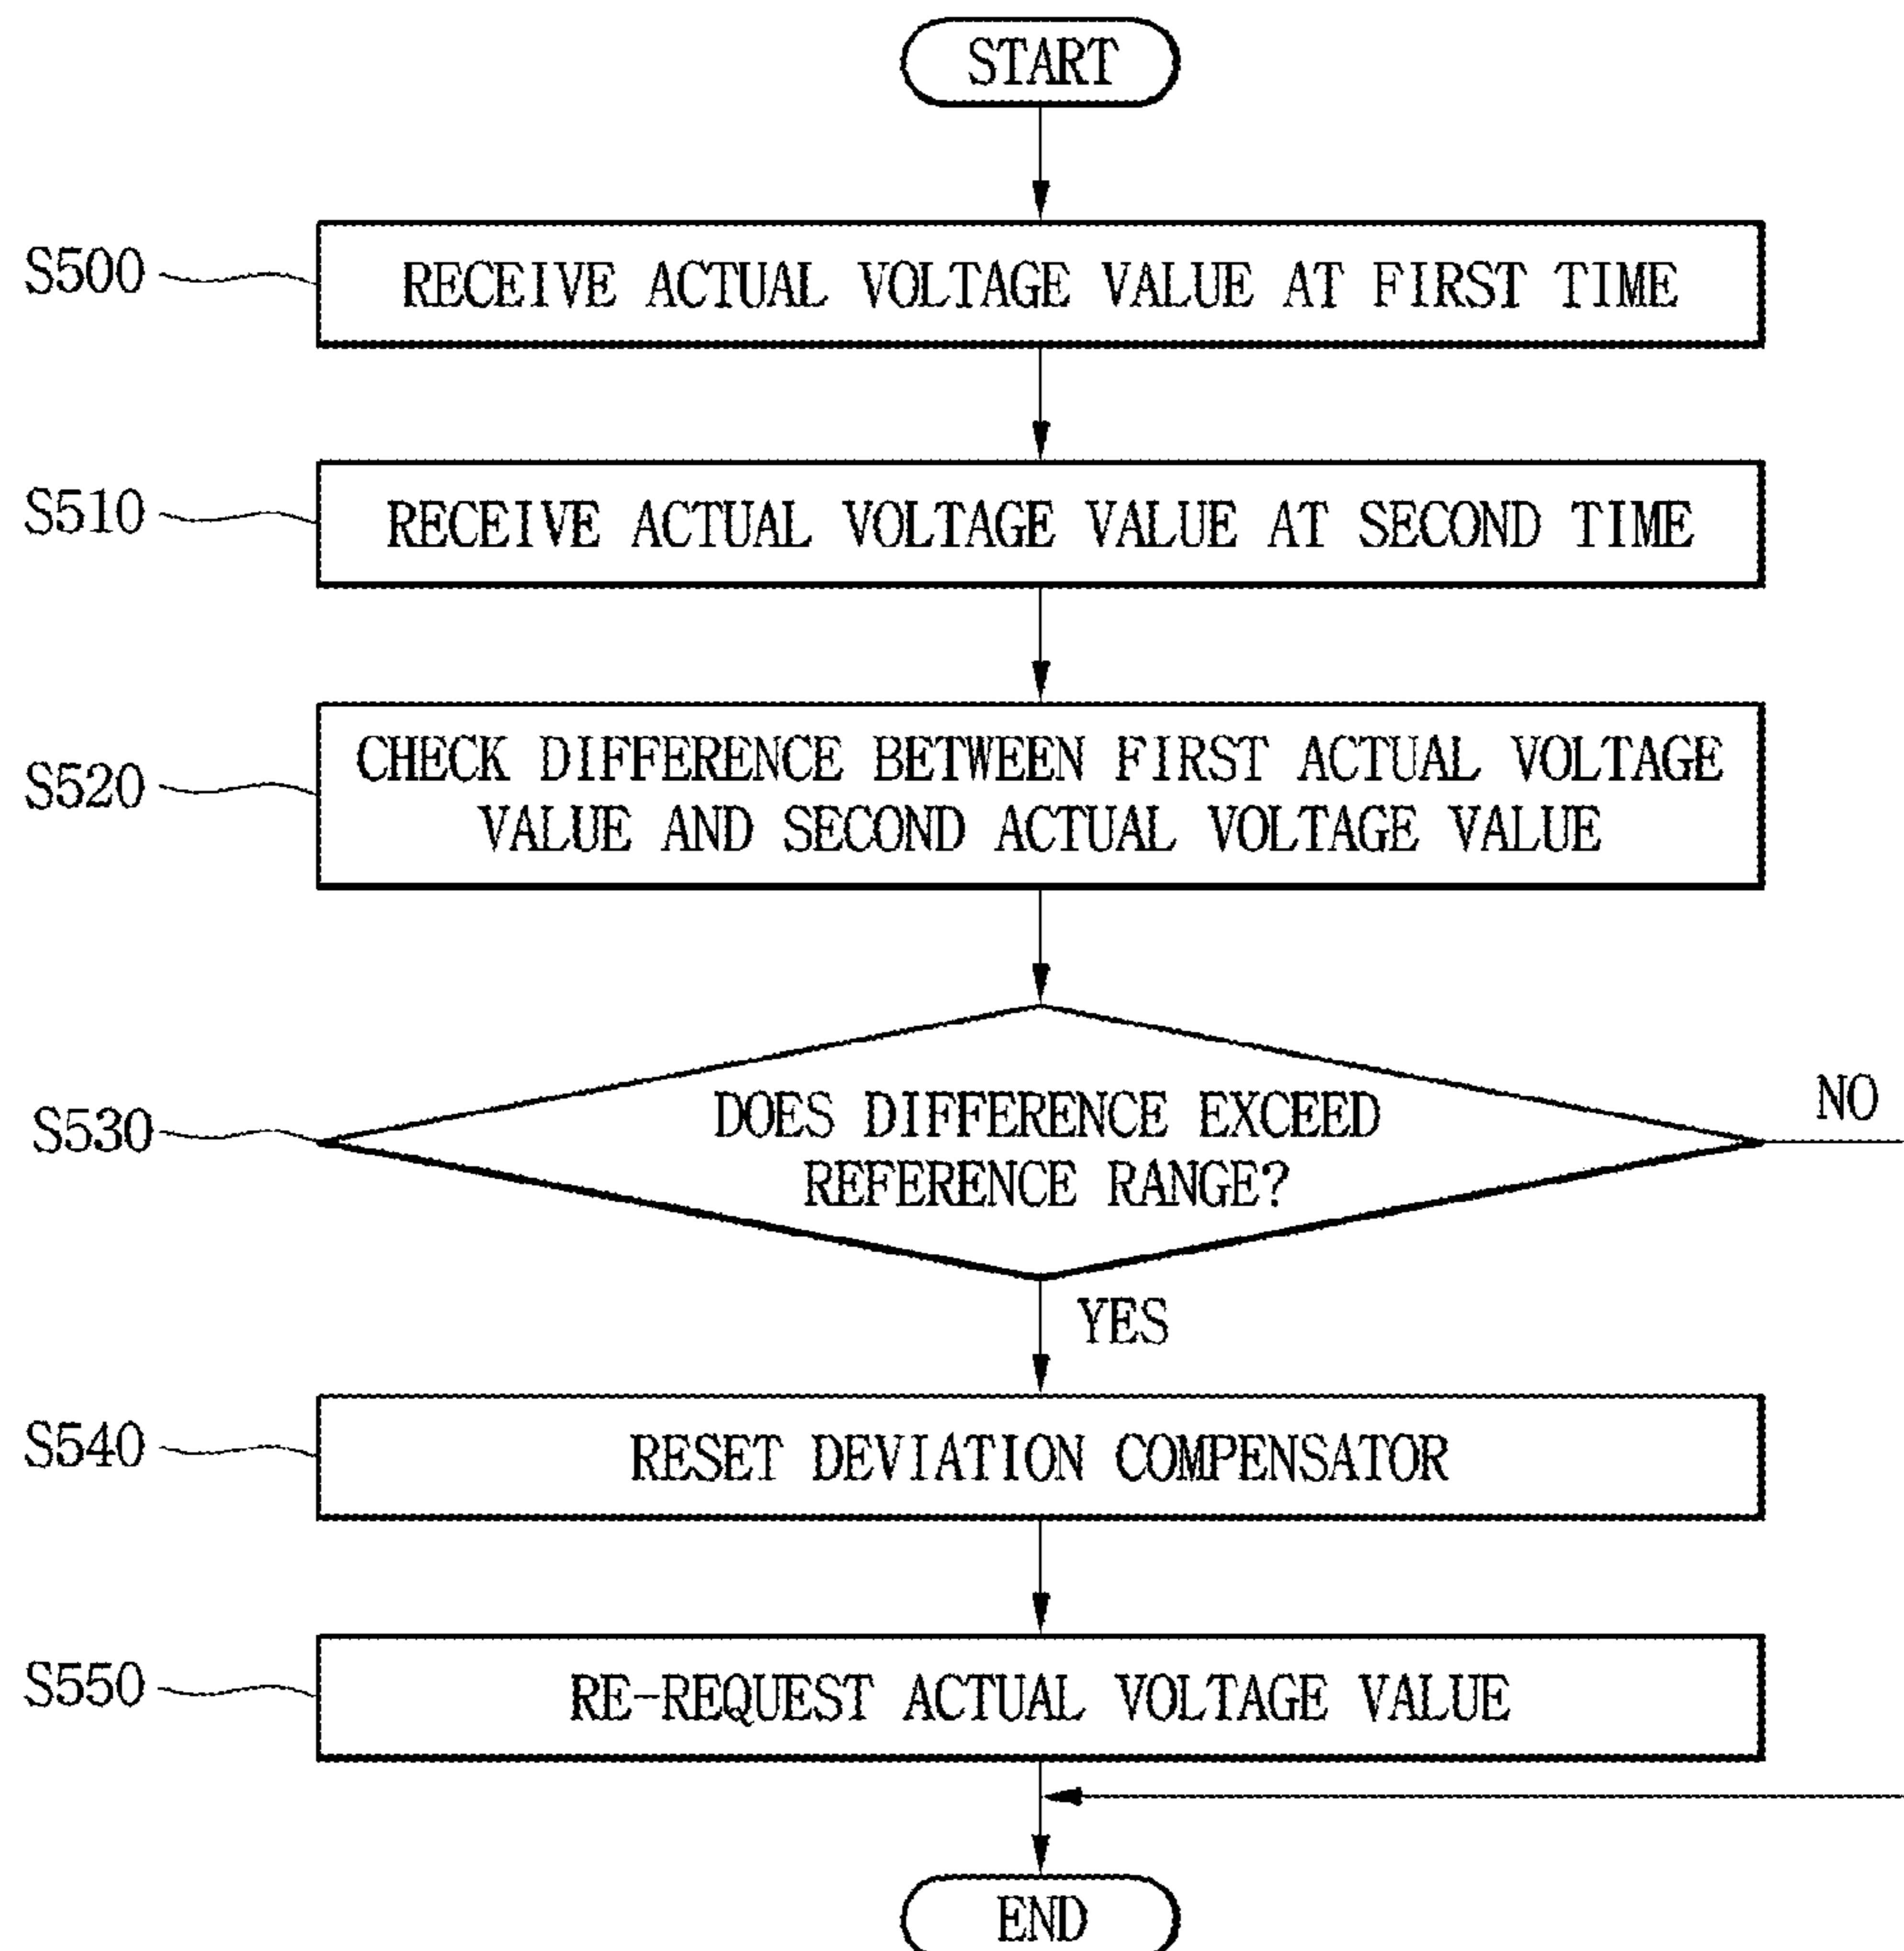 START
S500
RECEIVE ACTUAL VOLTAGE VALUE AT FIRST TIME
S510
RECEIVE ACTUAL VOLTAGE VALUE AT SECOND TIME
S520
CHECK DIFFERENCE BETWEEN FIRST ACTUAL VOLTAGE
VALUE AND SECOND ACTUAL VOLTAGE VALUE
S530
DOES DIFFERENCE EXCEED
REFERENCE RANGE?
NO
YES
S540
RESET DEVIATION COMPENSATOR
S550
RE-REQUEST ACTUAL VOLTAGE VALUE
END